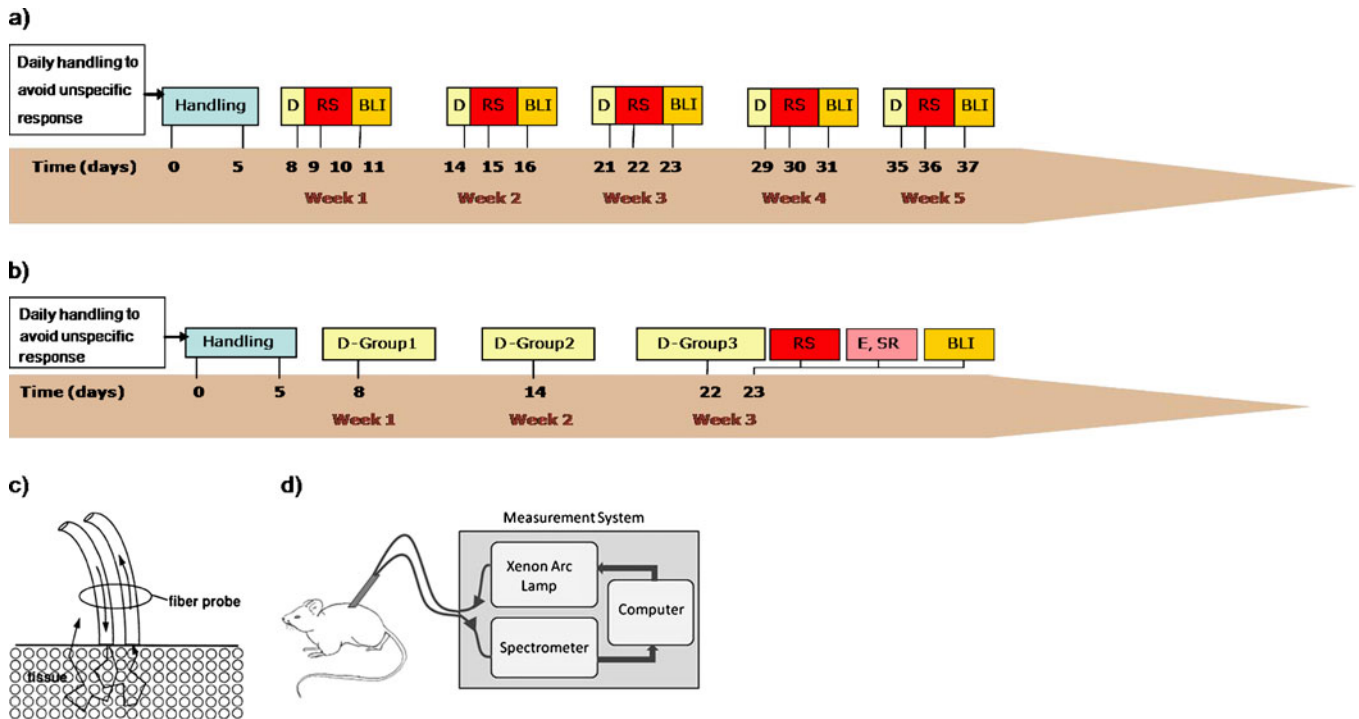 a)
Daily handling to
avoid unspecific
response
Handling
D RS BLI
D RS BLI
D RS BLI
D RS BLI
D RS BLI
Time (days) 0 5 8 9 10 11 14 15 16 21 22 23 29 30 31 35 36 37
Week 1 Week 2 Week 3 Week 4 Week 5
b)
Daily handling to
avoid unspecific
response
Handling
D-Group1
D-Group2
D-Group3
RS
E, SR
BLI
Time (days) 0 5 8 14 22 23
Week 1 Week 2 Week 3
c)
fiber probe
tissue
d)
Measurement System
Xenon Arc
Lamp
Computer
Spectrometer